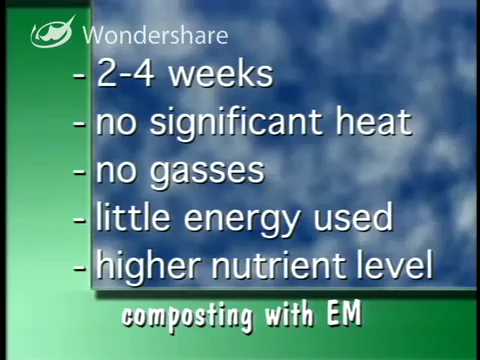 Wondershare
- 2-4 weeks
- no significant heat
- no gasses
- little energy used
- higher nutrient level
composting with EM